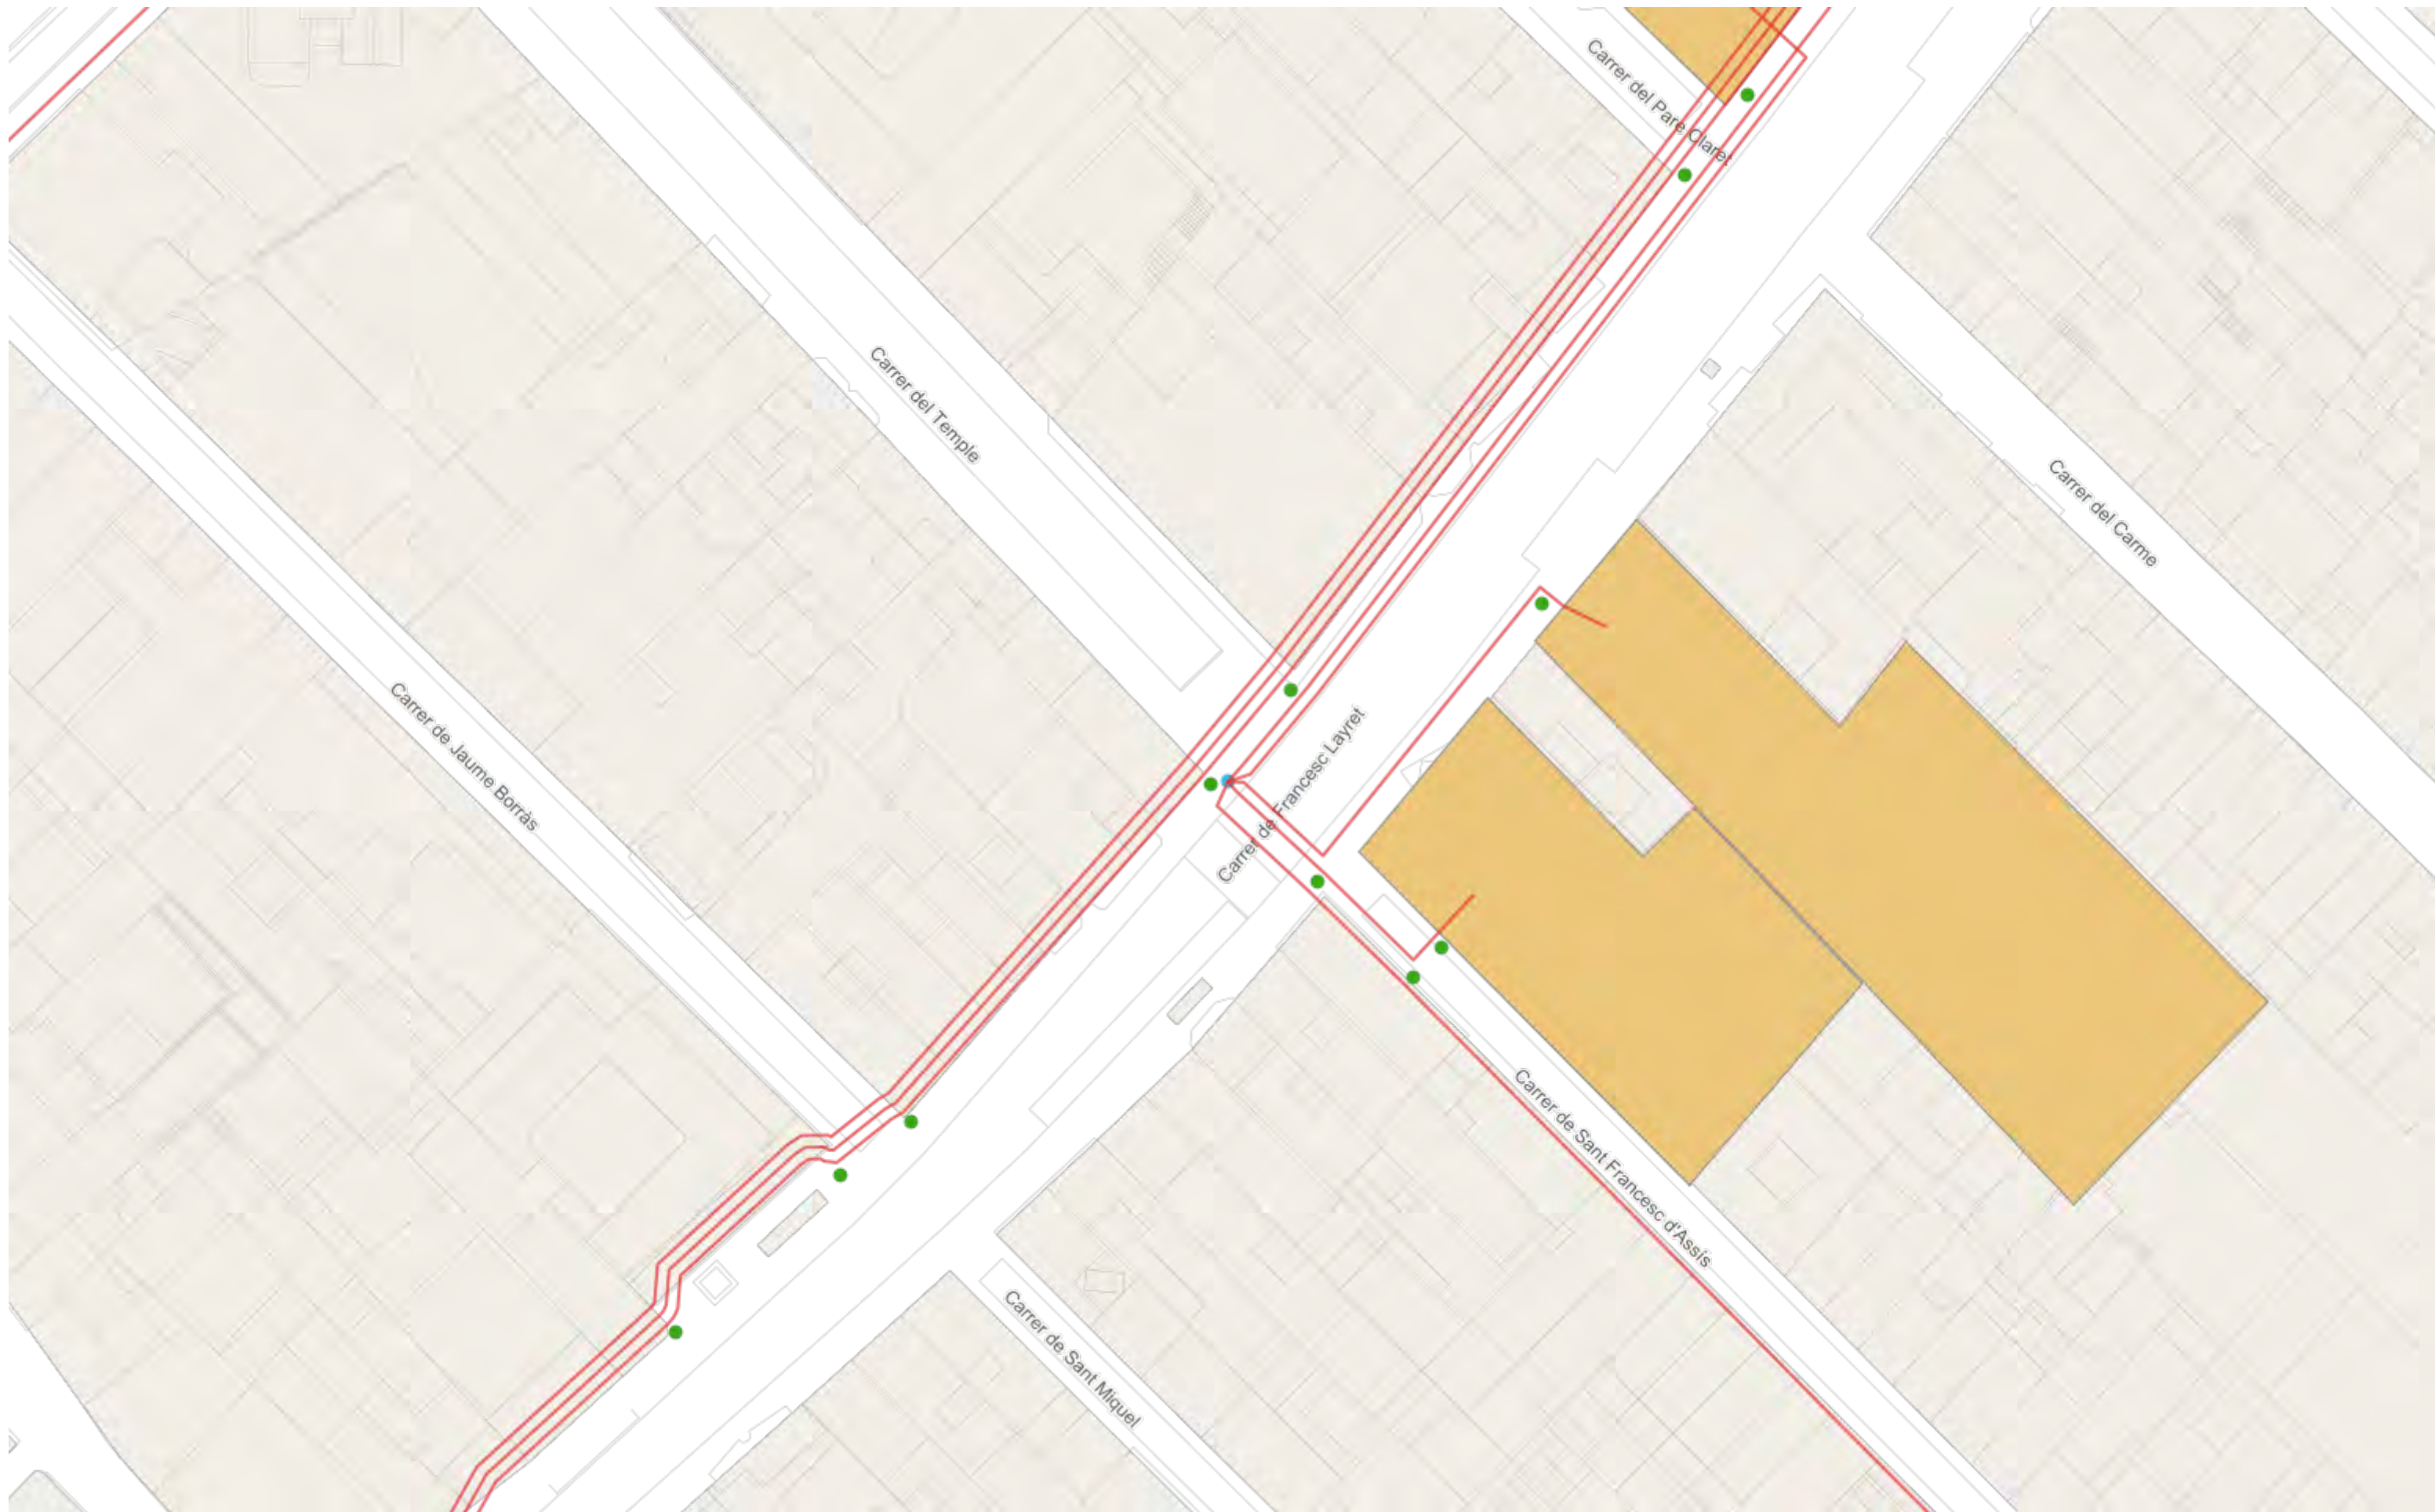 Carrer del Pare Claret
Carrer del Temple
Carrer del Carme
Carrer de Jaume Borràs
Carrer de Francesc Layret
Carrer de Sant Francesc d'Assís
Carrer de Sant Miquel